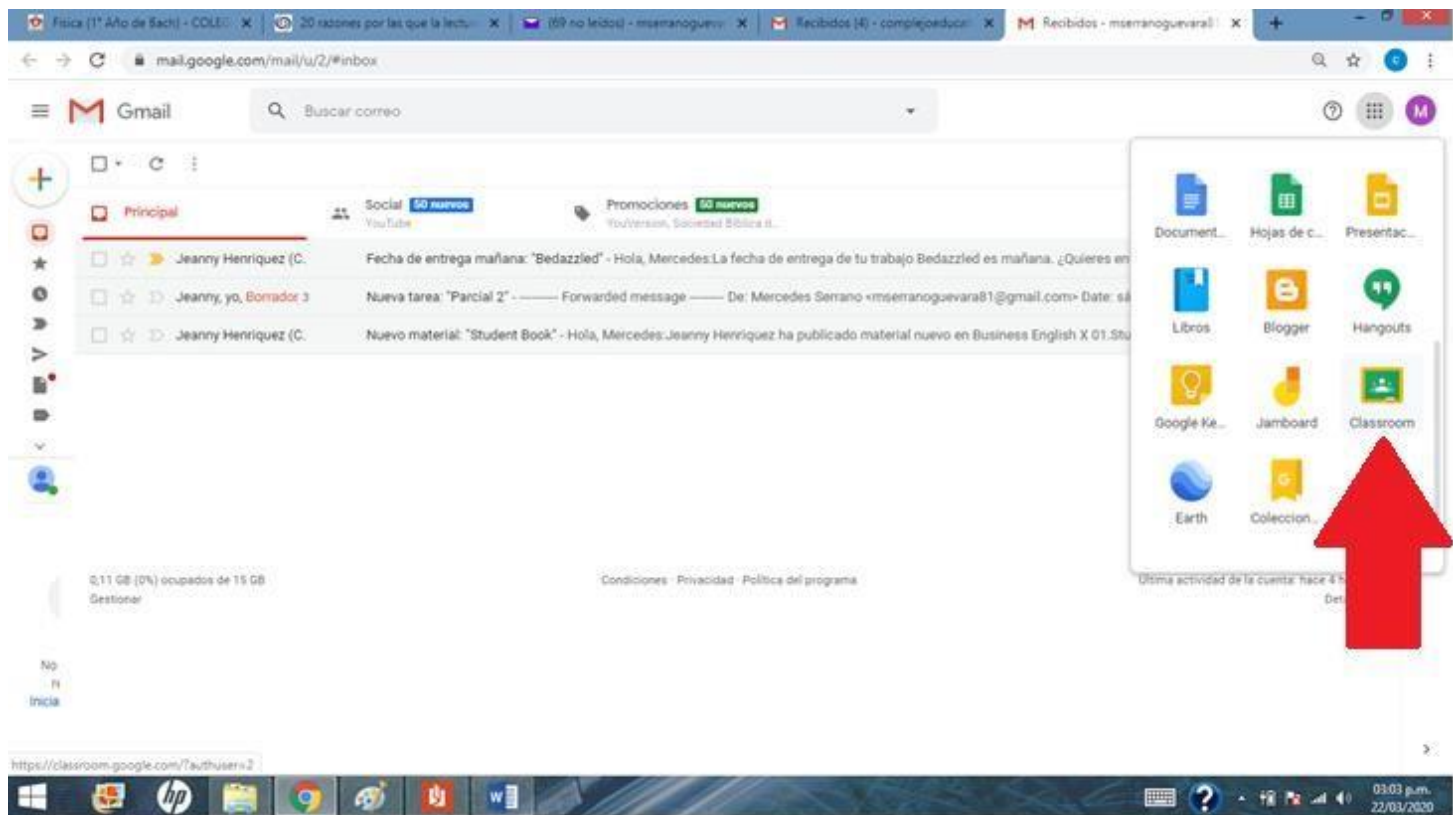 Física (1° Año de Bach) - COLEG
20 razones por las que la lectu
(69 no leídos) - mserranoguev
Recibidos (4) - complejoeducati
Recibidos - mserranoguevara81
mail.google.com/mail/u/2/#inbox
C
Gmail
Buscar correo
M
Principal
Social 50 nuevos
YouTube
Promociones 50 nuevos
YouVersion, Sociedad Bíblica d...
Jeanny Henriquez (C. Fecha de entrega mañana: "Bedazzled" - Hola, Mercedes:La fecha de entrega de tu trabajo Bedazzled es mañana. ¿Quieres en
Jeanny, yo, Borrador 3 Nueva tarea: "Parcial 2" - ---------- Forwarded message --------- De: Mercedes Serrano <mserranoguevara81@gmail.com> Date: sá
Jeanny Henriquez (C. Nuevo material: "Student Book" - Hola, Mercedes:Jeanny Henriquez ha publicado material nuevo en Business English X 01.Stu
Document... Hojas de c... Presentac...
Libros Blogger Hangouts
Google Ke... Jamboard Classroom
G
Earth Coleccion...
0,11 GB (0%) ocupados de 15 GB
Gestionar
Condiciones · Privacidad · Política del programa
Última actividad de la cuenta: hace 4 h
Det
No
Inicia
https://classroom.google.com/?authuser=2
hp
W
03:03 p.m.
22/03/2020